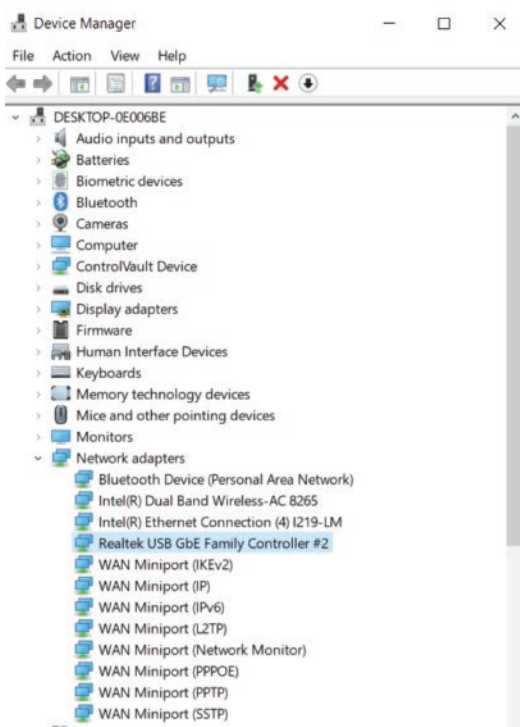 Device Manager
File Action View Help
DESKTOP-0E006BE
Audio inputs and outputs
Batteries
Biometric devices
Bluetooth
Cameras
Computer
ControlVault Device
Disk drives
Display adapters
Firmware
Human Interface Devices
Keyboards
Memory technology devices
Mice and other pointing devices
Monitors
Network adapters
Bluetooth Device (Personal Area Network)
Intel(R) Dual Band Wireless-AC 8265
Intel(R) Ethernet Connection (4) I219-LM
Realtek USB GbE Family Controller #2
WAN Miniport (IKEv2)
WAN Miniport (IP)
WAN Miniport (IPv6)
WAN Miniport (L2TP)
WAN Miniport (Network Monitor)
WAN Miniport (PPPOE)
WAN Miniport (PPTP)
WAN Miniport (SSTP)